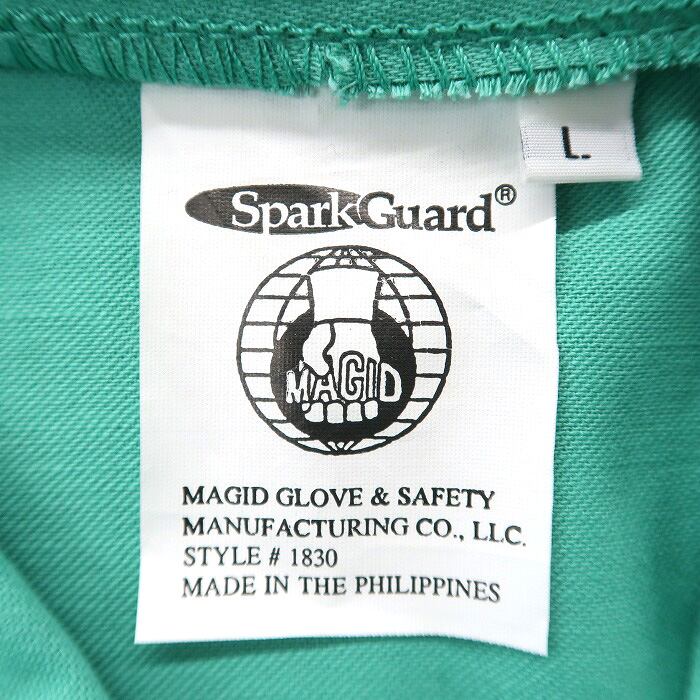 L.
SparkGuard®
MAGID
MAGID GLOVE & SAFETY
MANUFACTURING CO., LLC.
STYLE # 1830
MADE IN THE PHILIPPINES